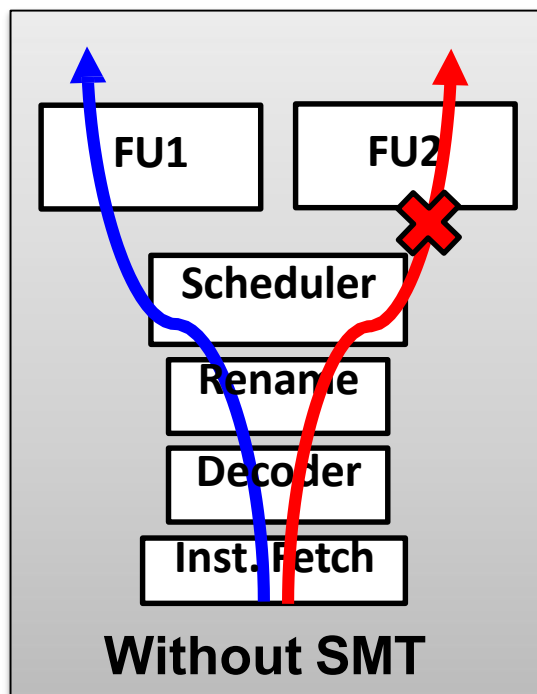 FU1
FU2
Scheduler
Rename
Decoder
Inst. Fetch
Without SMT